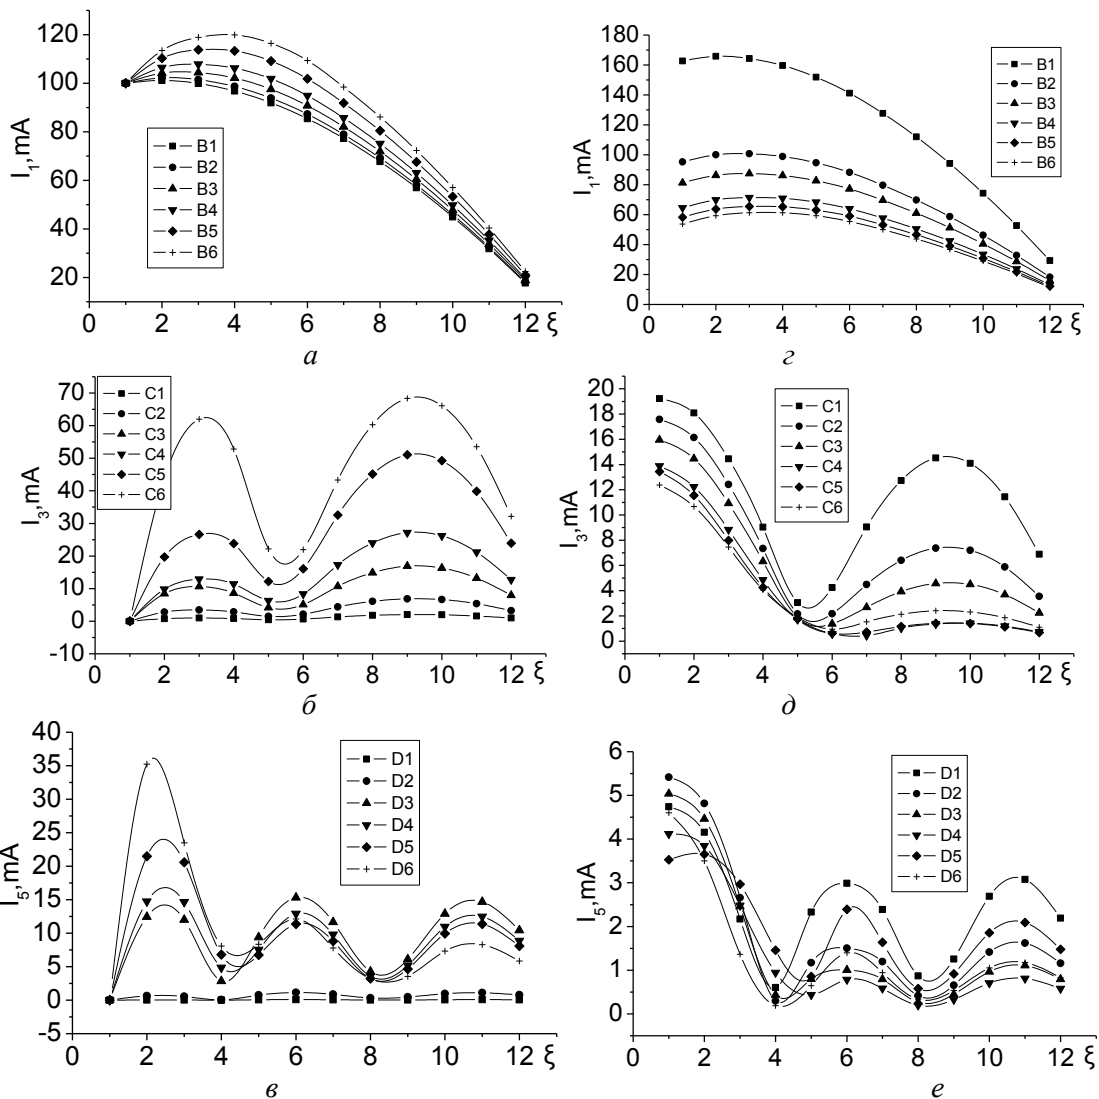 I1,mA
120
100
80
60
40
20
B1
B2
B3
B4
B5
B6
0 2 4 6 8 10 12 ξ
а
I1,mA
180
160
140
120
100
80
60
40
20
0
B1
B2
B3
B4
B5
B6
0 2 4 6 8 10 12 ξ
г
I3,mA
70
60
50
40
30
20
10
0
-10
C1
C2
C3
C4
C5
C6
0 2 4 6 8 10 12 ξ
б
I3,mA
20
18
16
14
12
10
8
6
4
2
0
C1
C2
C3
C4
C5
C6
0 2 4 6 8 10 12 ξ
д
I5,mA
40
35
30
25
20
15
10
5
0
-5
D1
D2
D3
D4
D5
D6
0 2 4 6 8 10 12 ξ
в
I5,mA
6
5
4
3
2
1
0
D1
D2
D3
D4
D5
D6
0 2 4 6 8 10 12 ξ
е